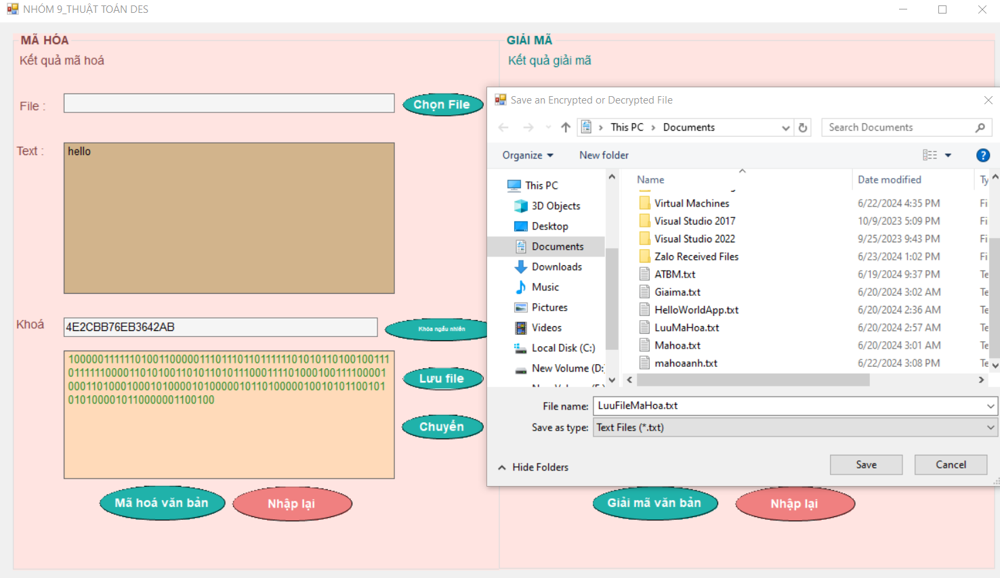 NHÓM 9_THUẬT TOÁN DES
MÃ HÓA
Kết quả mã hoá
File :
Chọn File
Text :
hello
Khoá
4E2CBB76EB3642AB
Khóa ngẫu nhiên
1000001111110100110000011101110110111111010101101001001110
1111111000011010100110101101011100011110100010011110001
0001101000100010100001010000010110100000100101011001010
0101000010110000001100100
Lưu file
Chuyển
Mã hoá văn bản
Nhập lại
GIẢI MÃ
Kết quả giải mã
Save an Encrypted or Decrypted File
This PC
Documents
Search Documents
Organize
New folder
This PC
3D Objects
Desktop
Documents
Downloads
Music
Pictures
Videos
Local Disk (C:)
New Volume (D:
Name Date modified Ty
Virtual Machines 6/22/2024 4:35 PM Fi
Visual Studio 2017 10/9/2023 5:09 PM Fi
Visual Studio 2022 9/25/2023 9:43 PM Fi
Zalo Received Files 6/23/2024 1:02 PM Fi
ATBM.txt 6/19/2024 9:37 PM Te
Giaima.txt 6/20/2024 3:02 AM Te
HelloWorldApp.txt 6/20/2024 2:36 AM Te
LuuMaHoa.txt 6/20/2024 2:57 AM Te
Mahoa.txt 6/20/2024 3:01 AM Te
mahoaanh.txt 6/22/2024 3:08 PM Te
File name: LuuFileMaHoa.txt
Save as type: Text Files (*.txt)
Hide Folders
Save
Cancel
Giải mã văn bản
Nhập lại